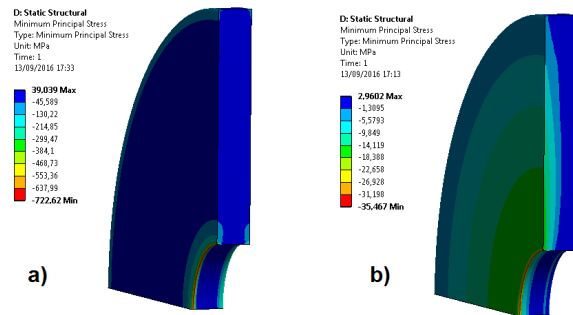 D: Static Structural
Minimum Principal Stress
Type: Minimum Principal Stress
Unit: MPa
Time: 1
13/09/2016 17:33
39,039 Max
-45,589
-130,22
-214,85
-299,47
-384,1
-468,73
-553,36
-637,99
-722,62 Min
a)
D: Static Structural
Minimum Principal Stress
Type: Minimum Principal Stress
Unit: MPa
Time: 1
13/09/2016 17:13
2,9602 Max
-1,3095
-5,5793
-9,849
-14,119
-18,388
-22,658
-26,928
-31,198
-35,467 Min
b)